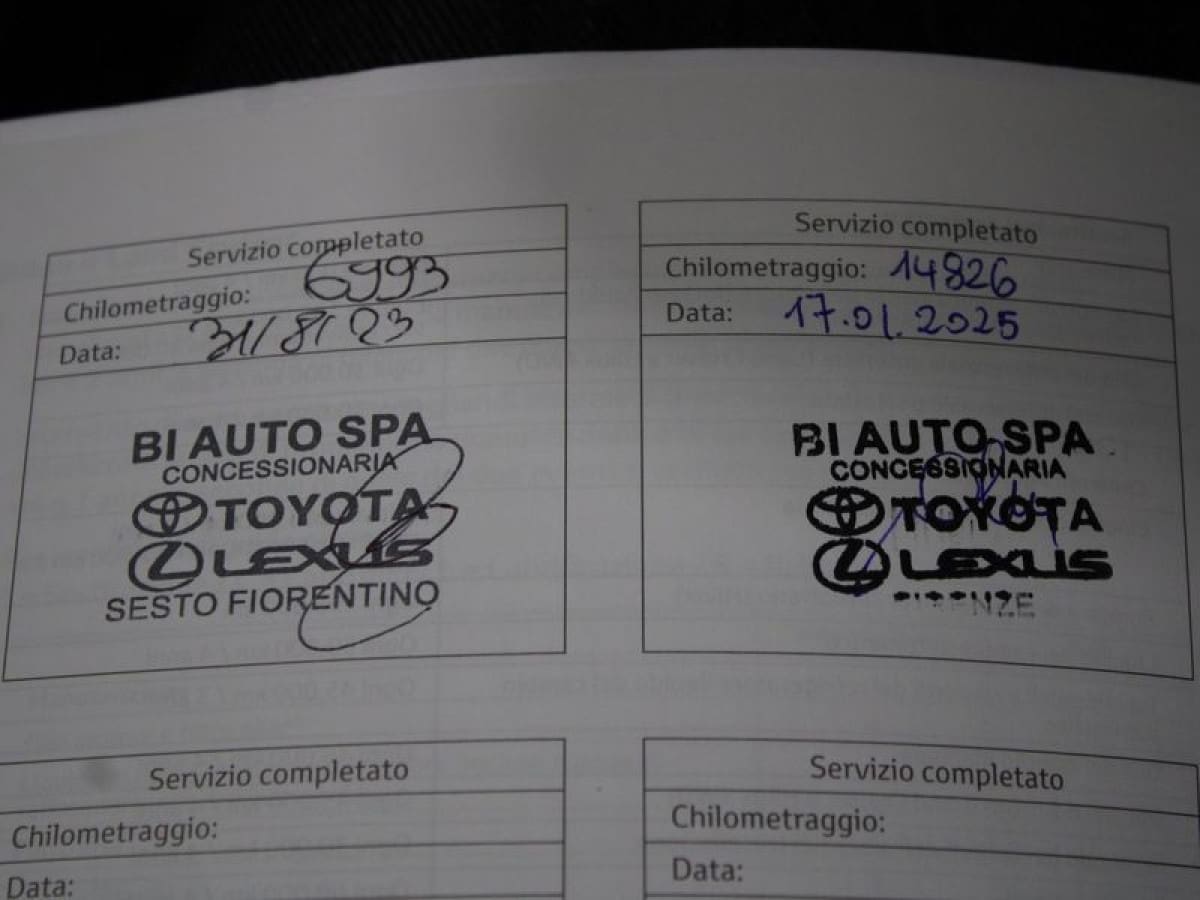 Servizio completato
Chilometraggio: 6993
Data: 31/8/23
BI AUTO SPA
CONCESSIONARIA
TOYOTA
LEXUS
SESTO FIORENTINO
Servizio completato
Chilometraggio: 14826
Data: 17.01.2025
BI AUTO SPA
CONCESSIONARIA
TOYOTA
LEXUS
FIRENZE
Servizio completato
Chilometraggio:
Data:
Servizio completato
Chilometraggio:
Data: